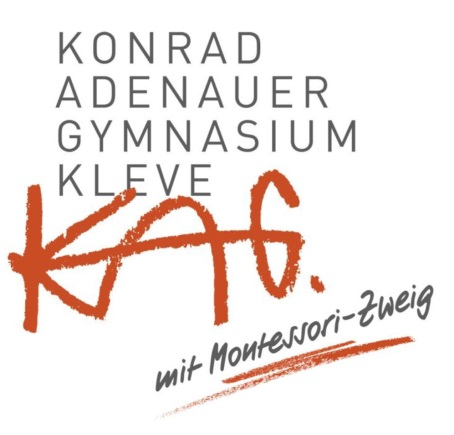 KONRAD
ADENAUER
GYMNASIUM
KLEVE
KAG.
mit Montessori-Zweig